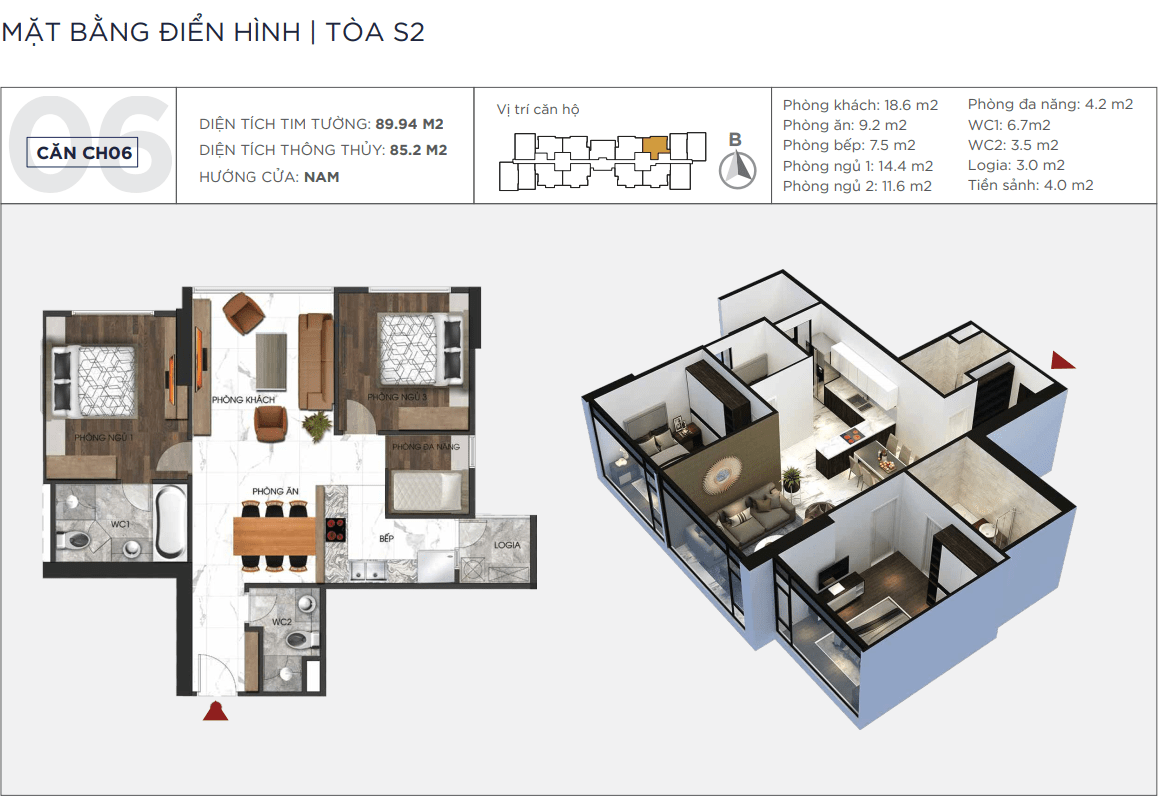 MẶT BẰNG ĐIỂN HÌNH | TÒA S2
06
CĂN CH06
DIỆN TÍCH TIM TƯỜNG: 89.94 M2
DIỆN TÍCH THÔNG THỦY: 85.2 M2
HƯỚNG CỬA: NAM
Vị trí căn hộ
B
Phòng khách: 18.6 m2
Phòng ăn: 9.2 m2
Phòng bếp: 7.5 m2
Phòng ngủ 1: 14.4 m2
Phòng ngủ 2: 11.6 m2
Phòng đa năng: 4.2 m2
WC1: 6.7m2
WC2: 3.5 m2
Logia: 3.0 m2
Tiền sảnh: 4.0 m2
PHÒNG KHÁCH
PHÒNG NGỦ 3
PHÒNG NGỦ 1
PHÒNG ĐA NĂNG
PHÒNG ĂN
WC1
BẾP
LOGIA
WC2